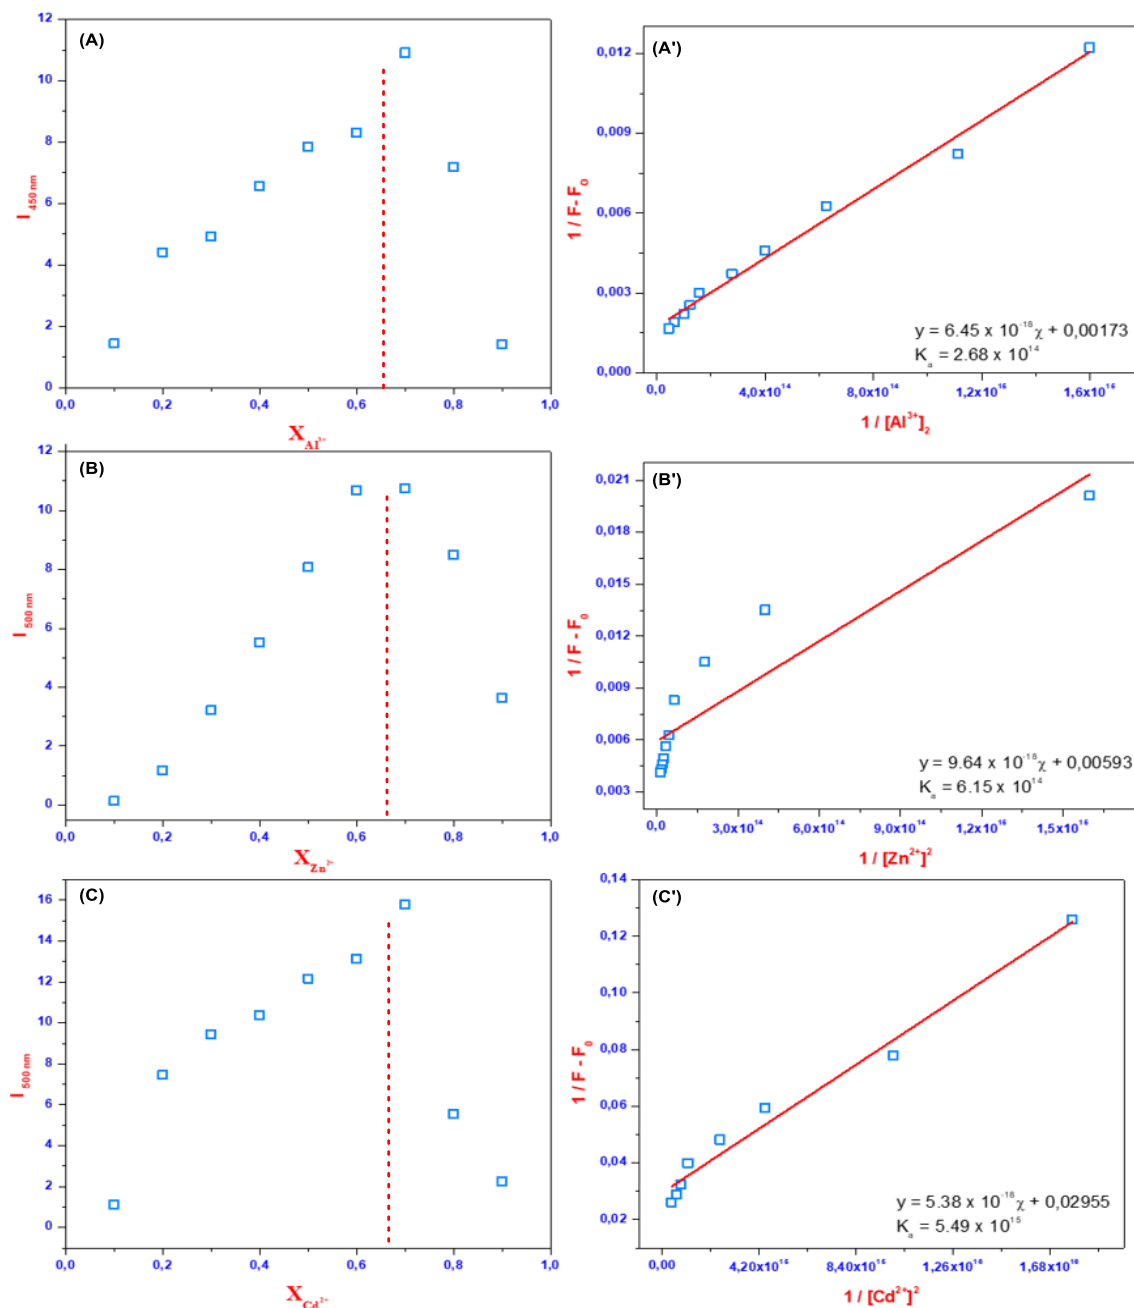 (A)
12
10
8
6
4
2
0
I 450 nm
0,0 0,2 0,4 0,6 0,8 1,0
X Al³⁺
(A')
0,012
0,009
0,006
0,003
0,000
1 / F- F₀
y = 6.45 x 10⁻¹⁸χ + 0,00173
Kₐ = 2.68 x 10¹⁴
0,0 4,0x10¹⁴ 8,0x10¹⁴ 1,2x10¹⁵ 1,6x10¹⁵
1 / [Al³⁺]₂
(B)
12
10
8
6
4
2
0
I 500 nm
0,0 0,2 0,4 0,6 0,8 1,0
X Zn²⁺
(B')
0,021
0,018
0,015
0,012
0,009
0,006
0,003
1 / F - F₀
y = 9.64 x 10⁻¹⁸χ + 0,00593
Kₐ = 6.15 x 10¹⁴
0,0 3,0x10¹⁴ 6,0x10¹⁴ 9,0x10¹⁴ 1,2x10¹⁵ 1,5x10¹⁵
1 / [Zn²⁺]²
(C)
16
14
12
10
8
6
4
2
0
I 500 nm
0,0 0,2 0,4 0,6 0,8 1,0
X Cd²⁺
(C')
0,14
0,12
0,10
0,08
0,06
0,04
0,02
1 / F - F₀
y = 5.38 x 10⁻¹⁸χ + 0,02955
Kₐ = 5.49 x 10¹⁵
0,00 4,20x10¹⁵ 8,40x10¹⁵ 1,26x10¹⁶ 1,68x10¹⁶
1 / [Cd²⁺]²